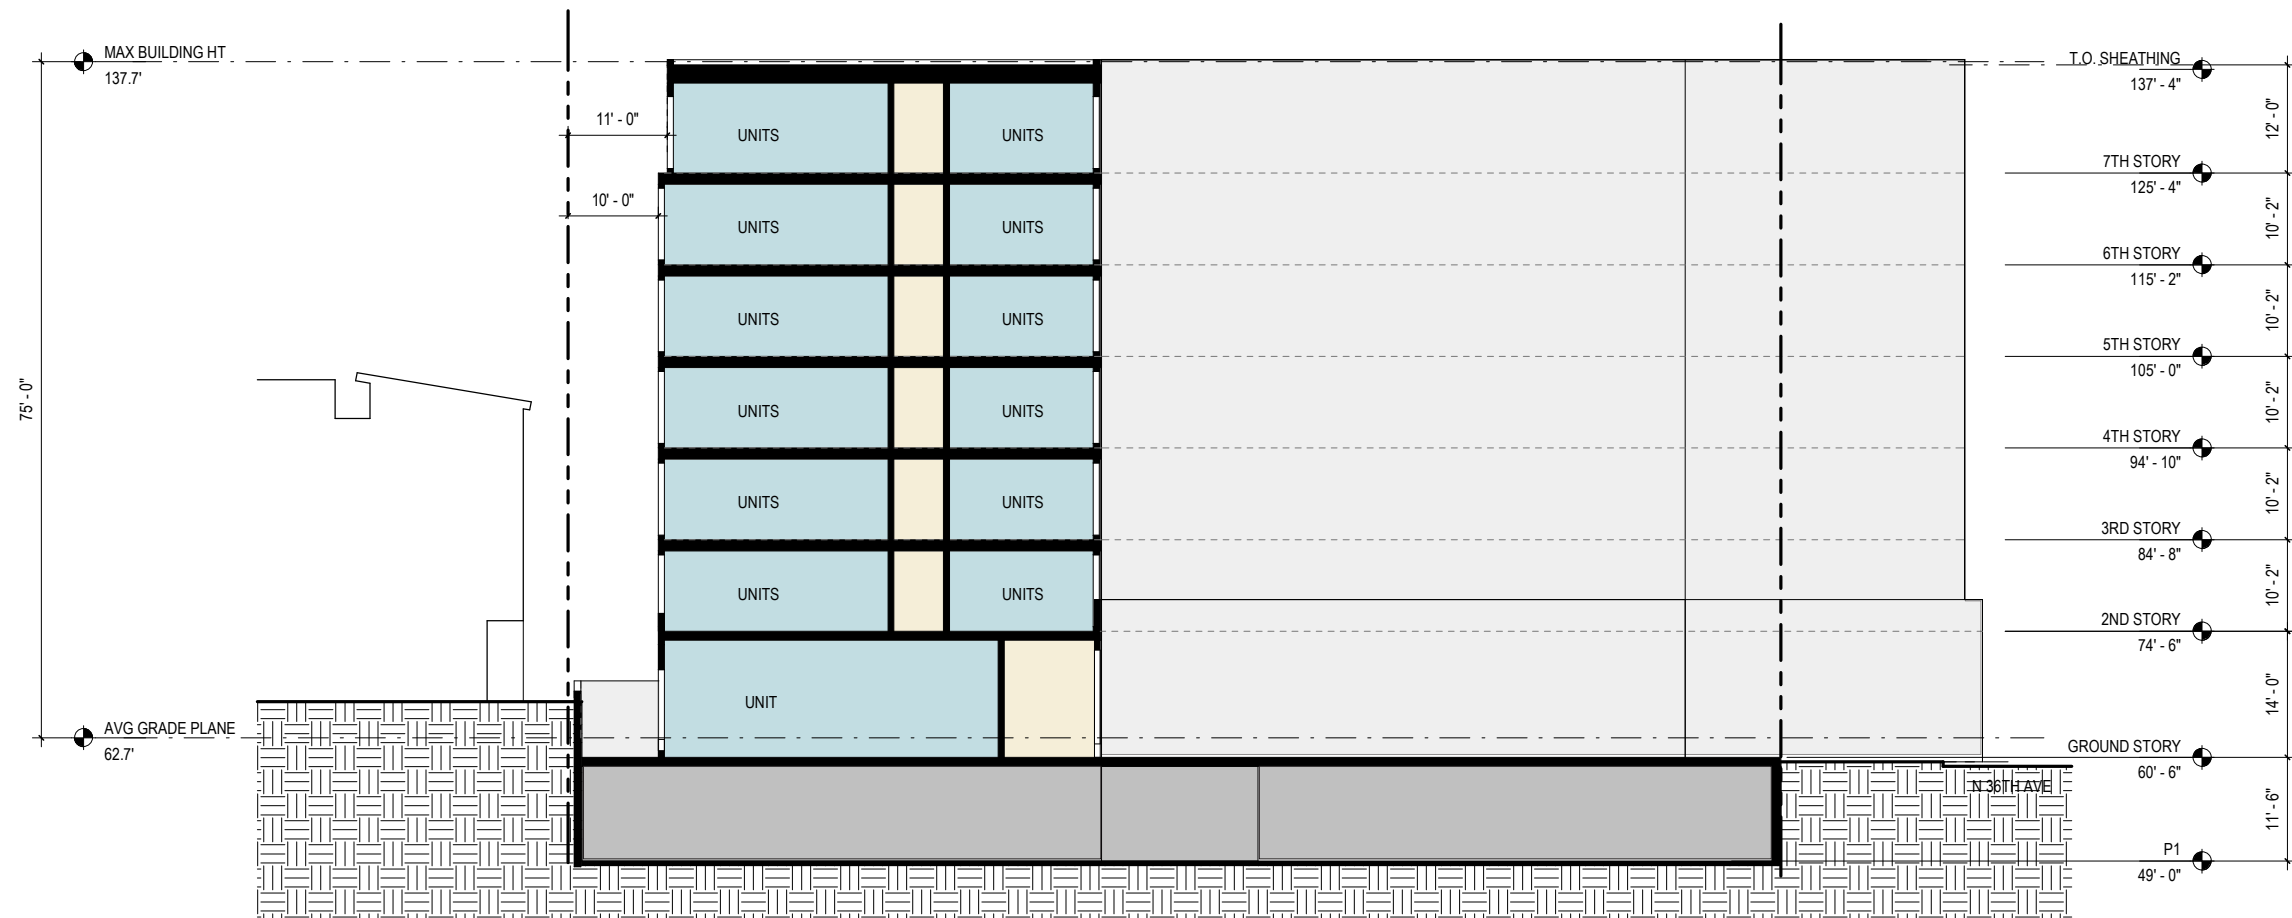 MAX BUILDING HT
137.7'
T.O. SHEATHING
137' - 4"
12' - 0"
11' - 0"
UNITS
UNITS
7TH STORY
125' - 4"
10' - 2"
10' - 0"
UNITS
UNITS
6TH STORY
115' - 2"
10' - 2"
UNITS
UNITS
5TH STORY
105' - 0"
10' - 2"
75' - 0"
UNITS
UNITS
4TH STORY
94' - 10"
10' - 2"
UNITS
UNITS
3RD STORY
84' - 8"
10' - 2"
UNITS
UNITS
2ND STORY
74' - 6"
14' - 0"
UNIT
AVG GRADE PLANE
62.7'
GROUND STORY
60' - 6"
N 36TH AVE
11' - 6"
P1
49' - 0"